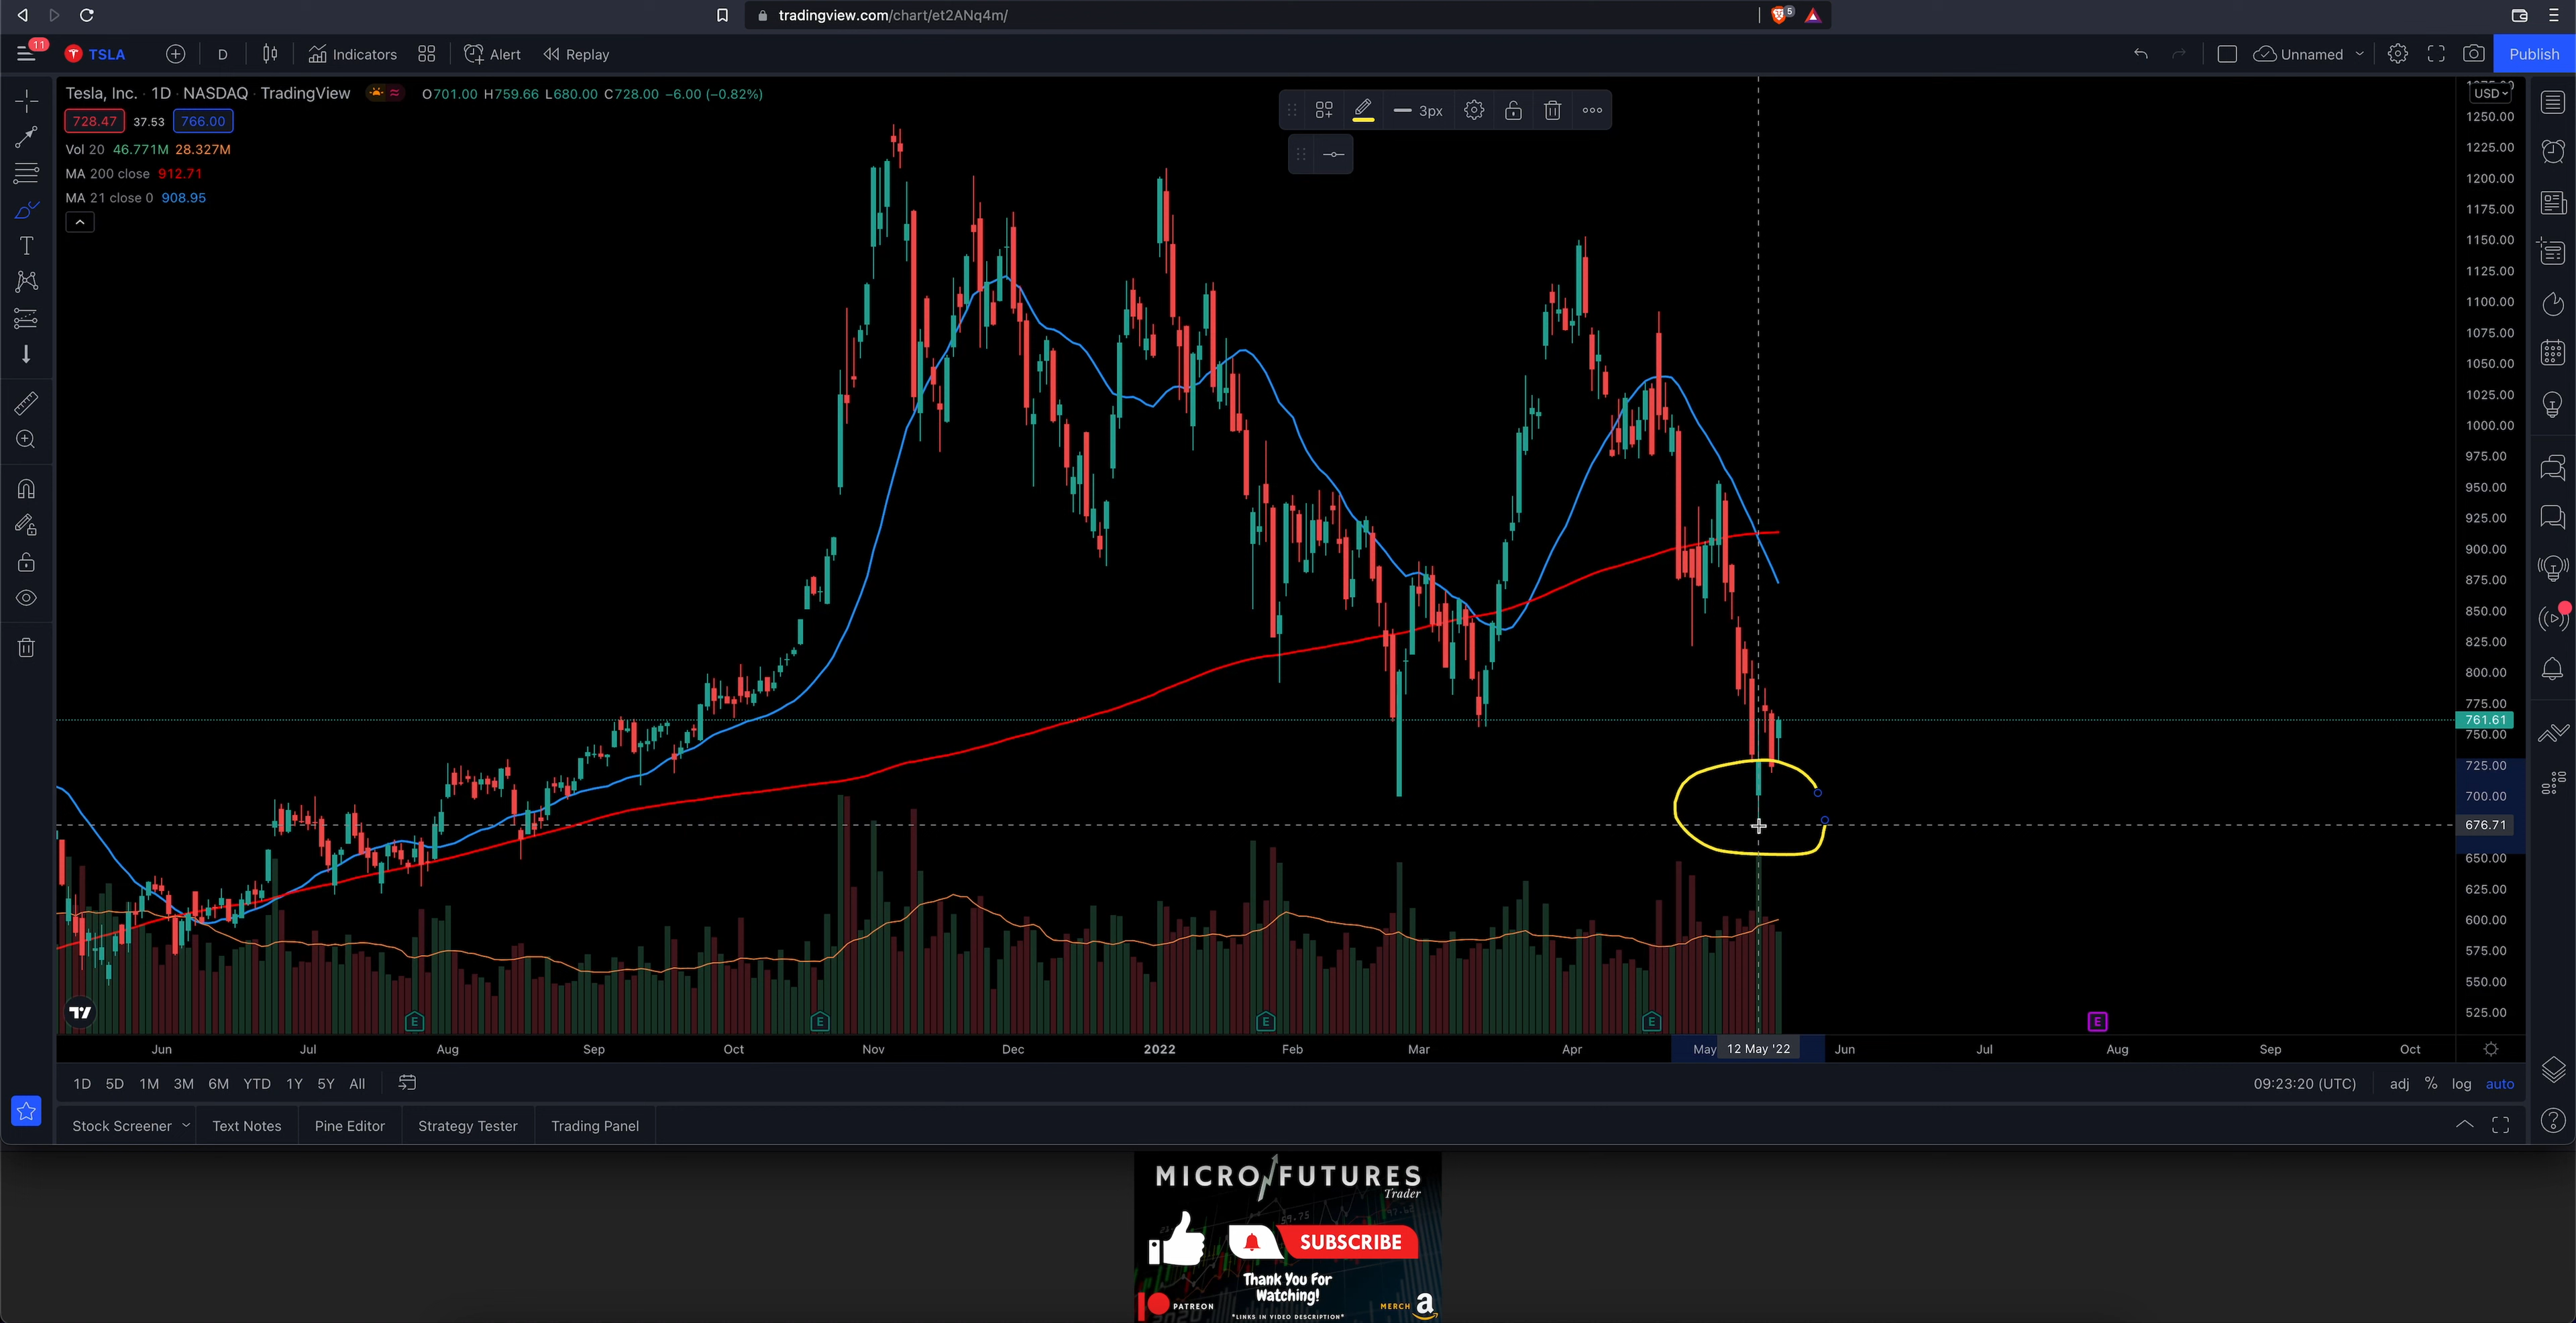 tradingview.com/chart/et2ANq4m/
5
11
TSLA
D
Indicators
Alert
Replay
Unnamed
Publish
Tesla, Inc. · 1D · NASDAQ · TradingView
O701.00 H759.66 L680.00 C728.00 −6.00 (−0.82%)
728.47 37.53 766.00
Vol 20 46.771M 28.327M
MA 200 close 912.71
MA 21 close 0 908.95
3px
USD
1250.00
1225.00
1200.00
1175.00
1150.00
1125.00
1100.00
1075.00
1050.00
1025.00
1000.00
975.00
950.00
925.00
900.00
875.00
850.00
825.00
800.00
775.00
761.61
750.00
725.00
700.00
676.71
650.00
625.00
600.00
575.00
550.00
525.00
E E E E E
Jun Jul Aug Sep Oct Nov Dec 2022 Feb Mar Apr May 12 May '22 Jun Jul Aug Sep Oct
1D 5D 1M 3M 6M YTD 1Y 5Y All
09:23:20 (UTC) adj % log auto
Stock Screener Text Notes Pine Editor Strategy Tester Trading Panel
MICRO FUTURES
Trader
59.75
SUBSCRIBE
Thank You For
Watching!
PATREON
MERCH a
*LINKS IN VIDEO DESCRIPTION*